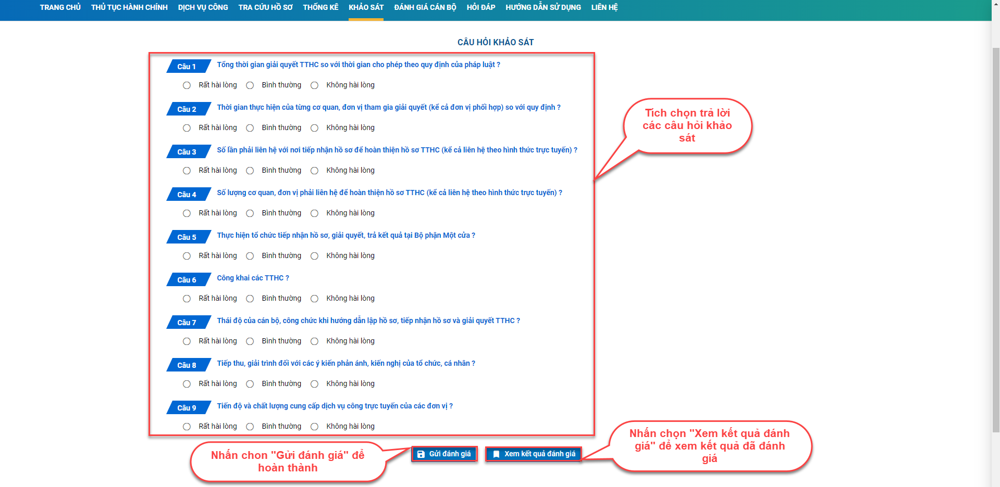 TRANG CHỦ THỦ TỤC HÀNH CHÍNH DỊCH VỤ CÔNG TRA CỨU HỒ SƠ THỐNG KÊ KHẢO SÁT ĐÁNH GIÁ CÁN BỘ HỎI ĐÁP HƯỚNG DẪN SỬ DỤNG LIÊN HỆ
CÂU HỎI KHẢO SÁT
Câu 1 Tổng thời gian giải quyết TTHC so với thời gian cho phép theo quy định của pháp luật ?
Rất hài lòng Bình thường Không hài lòng
Câu 2 Thời gian thực hiện của từng cơ quan, đơn vị tham gia giải quyết (kể cả đơn vị phối hợp) so với quy định ?
Rất hài lòng Bình thường Không hài lòng
Câu 3 Số lần phải liên hệ với nơi tiếp nhận hồ sơ để hoàn thiện hồ sơ TTHC (kể cả liên hệ theo hình thức trực tuyến) ?
Rất hài lòng Bình thường Không hài lòng
Câu 4 Số lượng cơ quan, đơn vị phải liên hệ để hoàn thiện hồ sơ TTHC (kể cả liên hệ theo hình thức trực tuyến) ?
Rất hài lòng Bình thường Không hài lòng
Câu 5 Thực hiện tổ chức tiếp nhận hồ sơ, giải quyết, trả kết quả tại Bộ phận Một cửa ?
Rất hài lòng Bình thường Không hài lòng
Câu 6 Công khai các TTHC ?
Rất hài lòng Bình thường Không hài lòng
Câu 7 Thái độ của cán bộ, công chức khi hướng dẫn lập hồ sơ, tiếp nhận hồ sơ và giải quyết TTHC ?
Rất hài lòng Bình thường Không hài lòng
Câu 8 Tiếp thu, giải trình đối với các ý kiến phản ánh, kiến nghị của tổ chức, cá nhân ?
Rất hài lòng Bình thường Không hài lòng
Câu 9 Tiến độ và chất lượng cung cấp dịch vụ công trực tuyến của các đơn vị ?
Rất hài lòng Bình thường Không hài lòng
Tích chọn trả lời
các câu hỏi khảo
sát
Gửi đánh giá Xem kết quả đánh giá
Nhấn chon "Gửi đánh giá" để
hoàn thành
Nhấn chọn "Xem kết quả đánh
giá" để xem kết quả đã đánh
giá